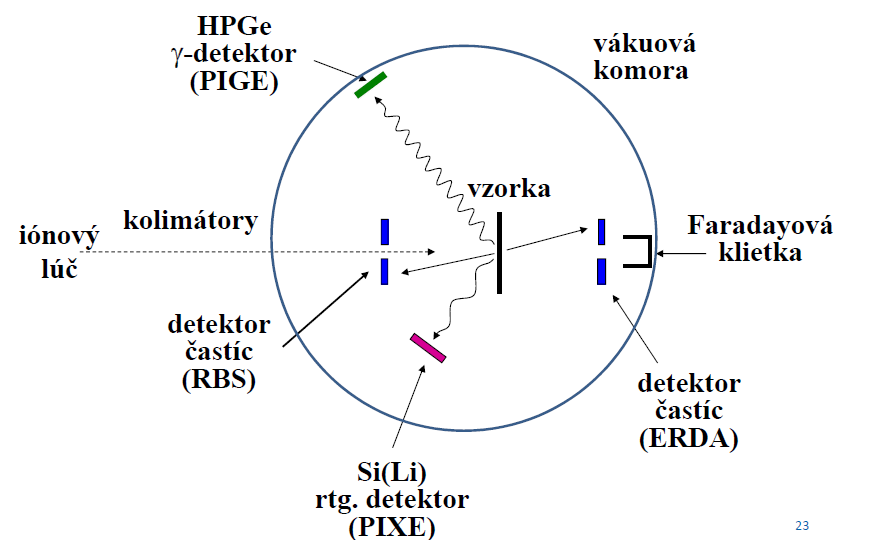 HPGe
γ-detektor
(PIGE)
vákuová
komora
vzorka
kolimátory
iónový
lúč
Faradayová
klietka
detektor
častíc
(RBS)
detektor
častíc
(ERDA)
Si(Li)
rtg. detektor
(PIXE)
23